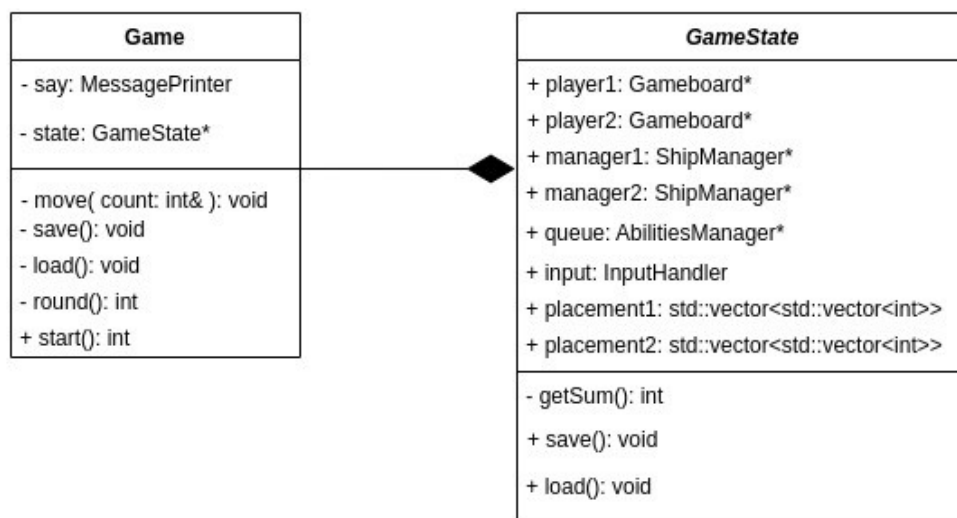 Game
- say: MessagePrinter
- state: GameState*
- move( count: int& ): void
- save(): void
- load(): void
- round(): int
+ start(): int
GameState
+ player1: Gameboard*
+ player2: Gameboard*
+ manager1: ShipManager*
+ manager2: ShipManager*
+ queue: AbilitiesManager*
+ input: InputHandler
+ placement1: std::vector<std::vector<int>>
+ placement2: std::vector<std::vector<int>>
- getSum(): int
+ save(): void
+ load(): void